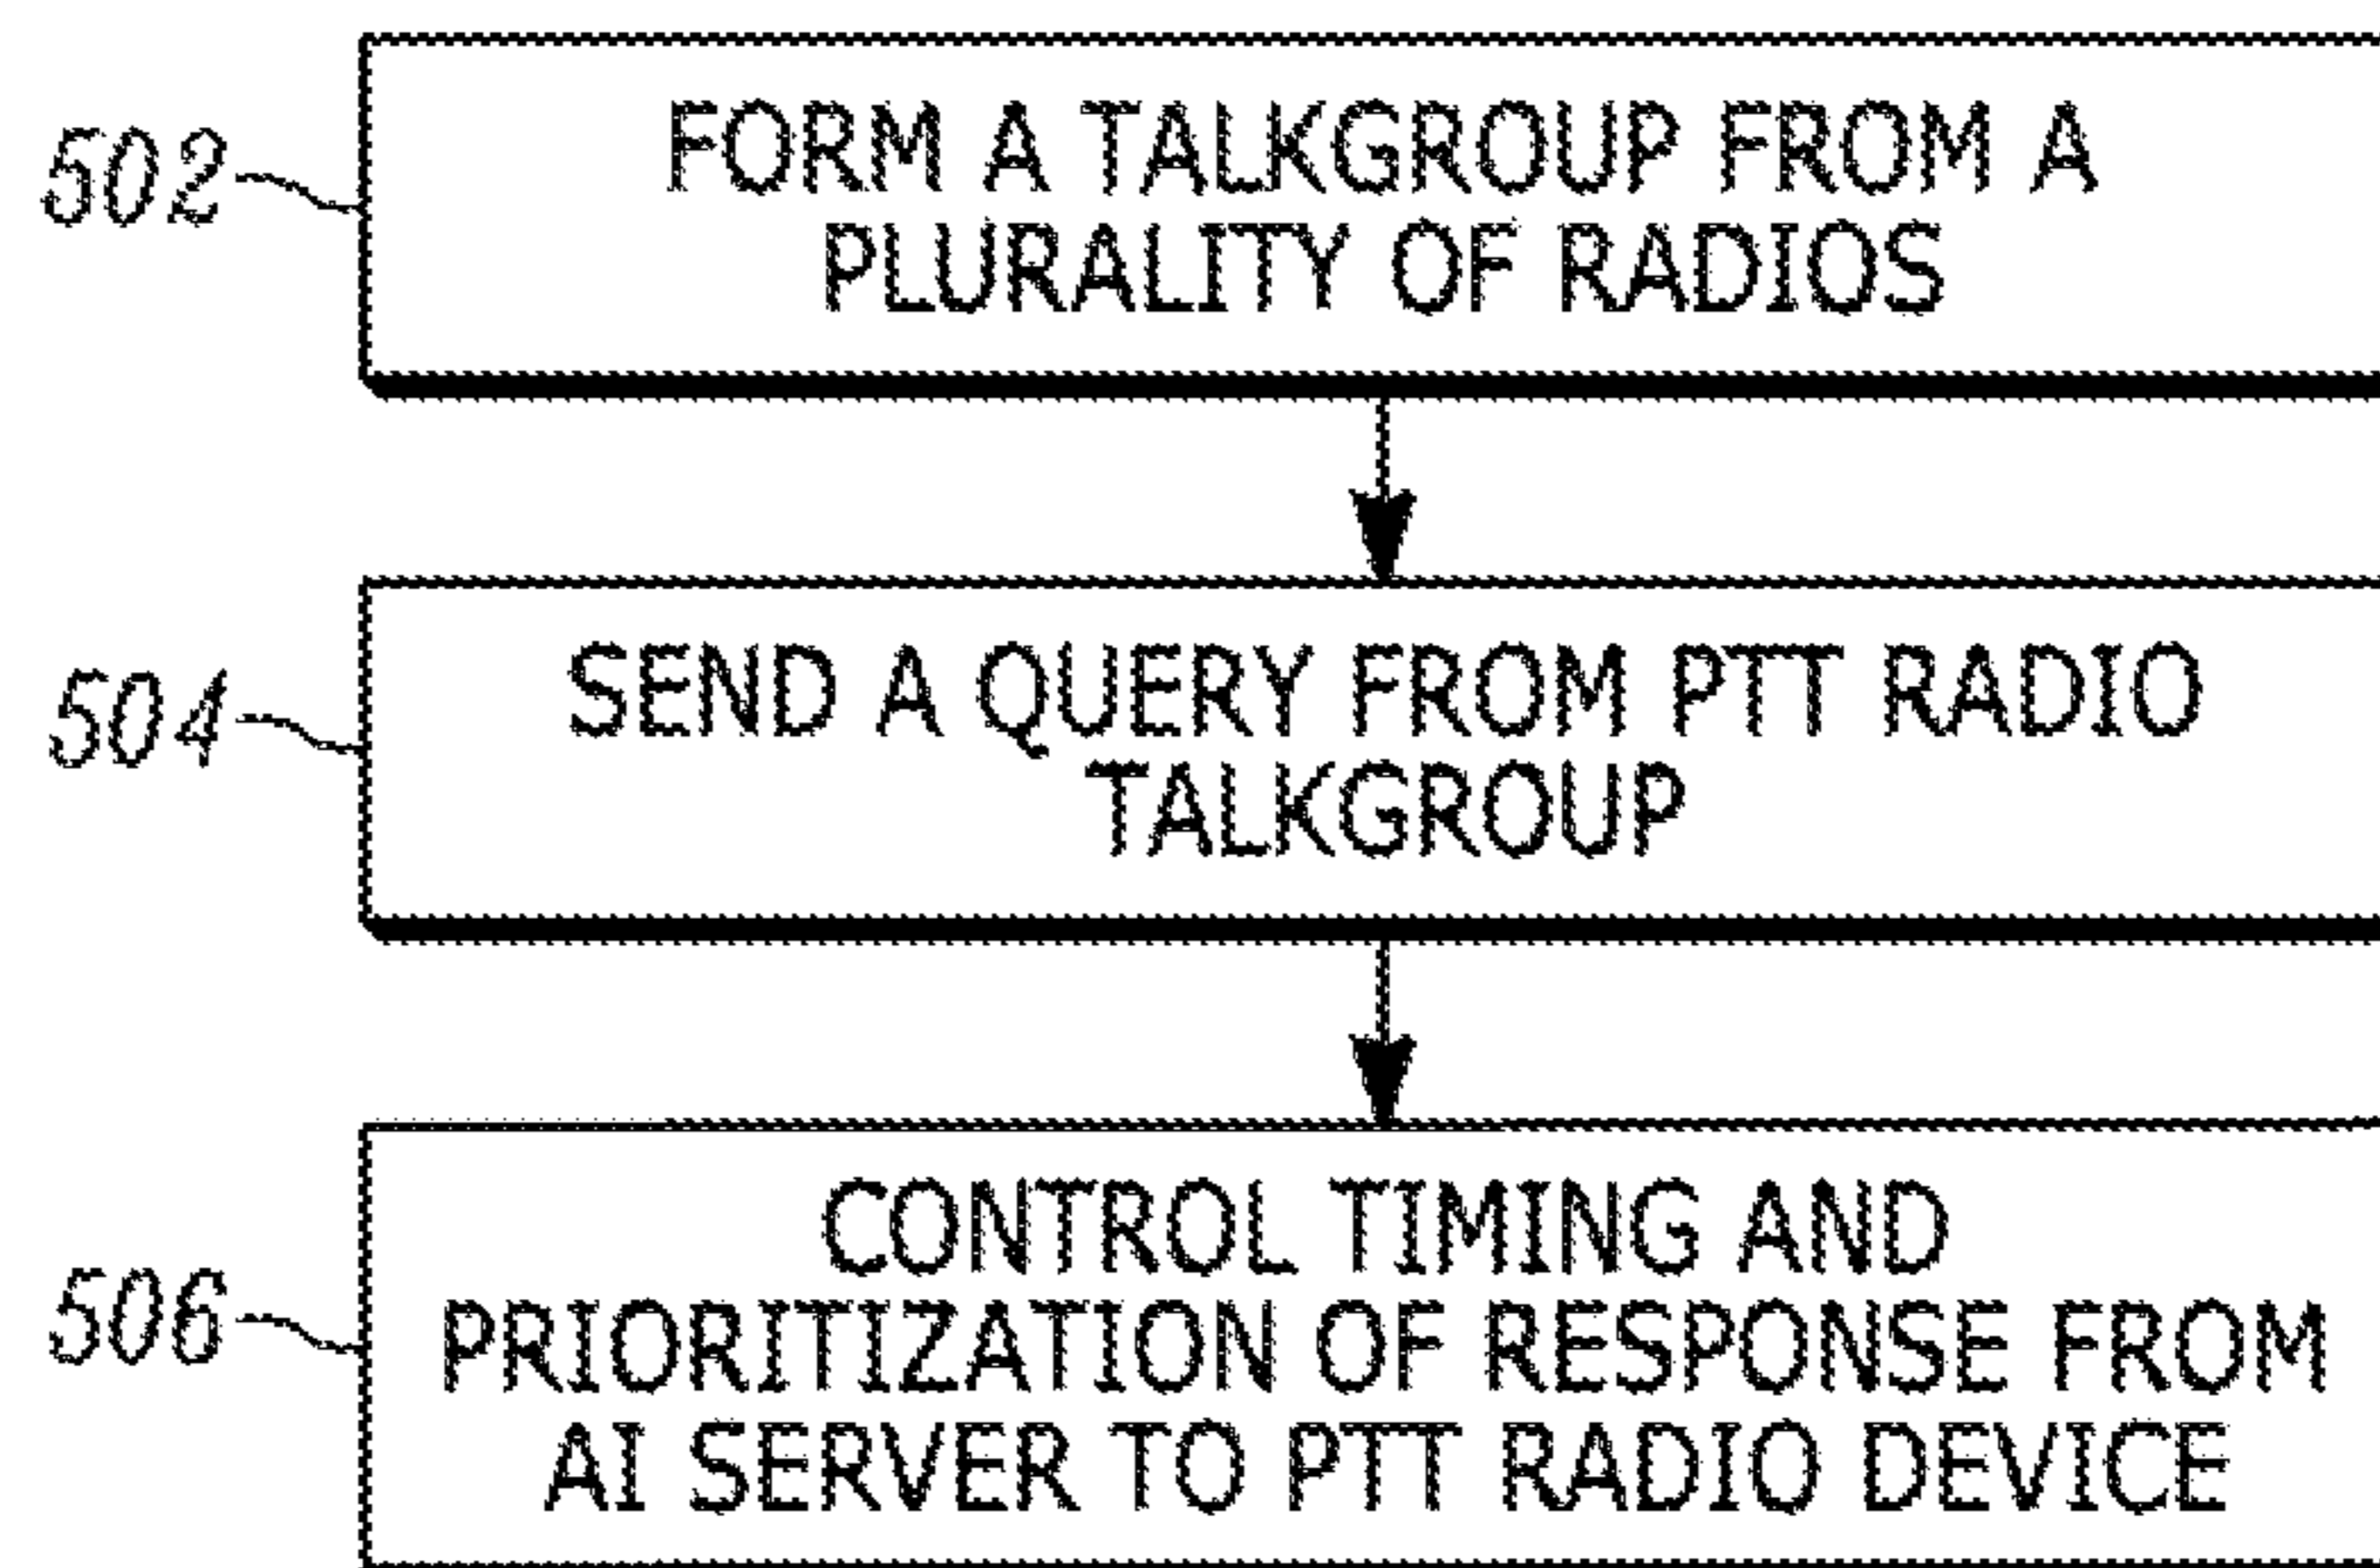 502
FORM A TALKGROUP FROM A
PLURALITY OF RADIOS
504
SEND A QUERY FROM PTT RADIO
TALKGROUP
506
CONTROL TIMING AND
PRIORITIZATION OF RESPONSE FROM
AI SERVER TO PTT RADIO DEVICE